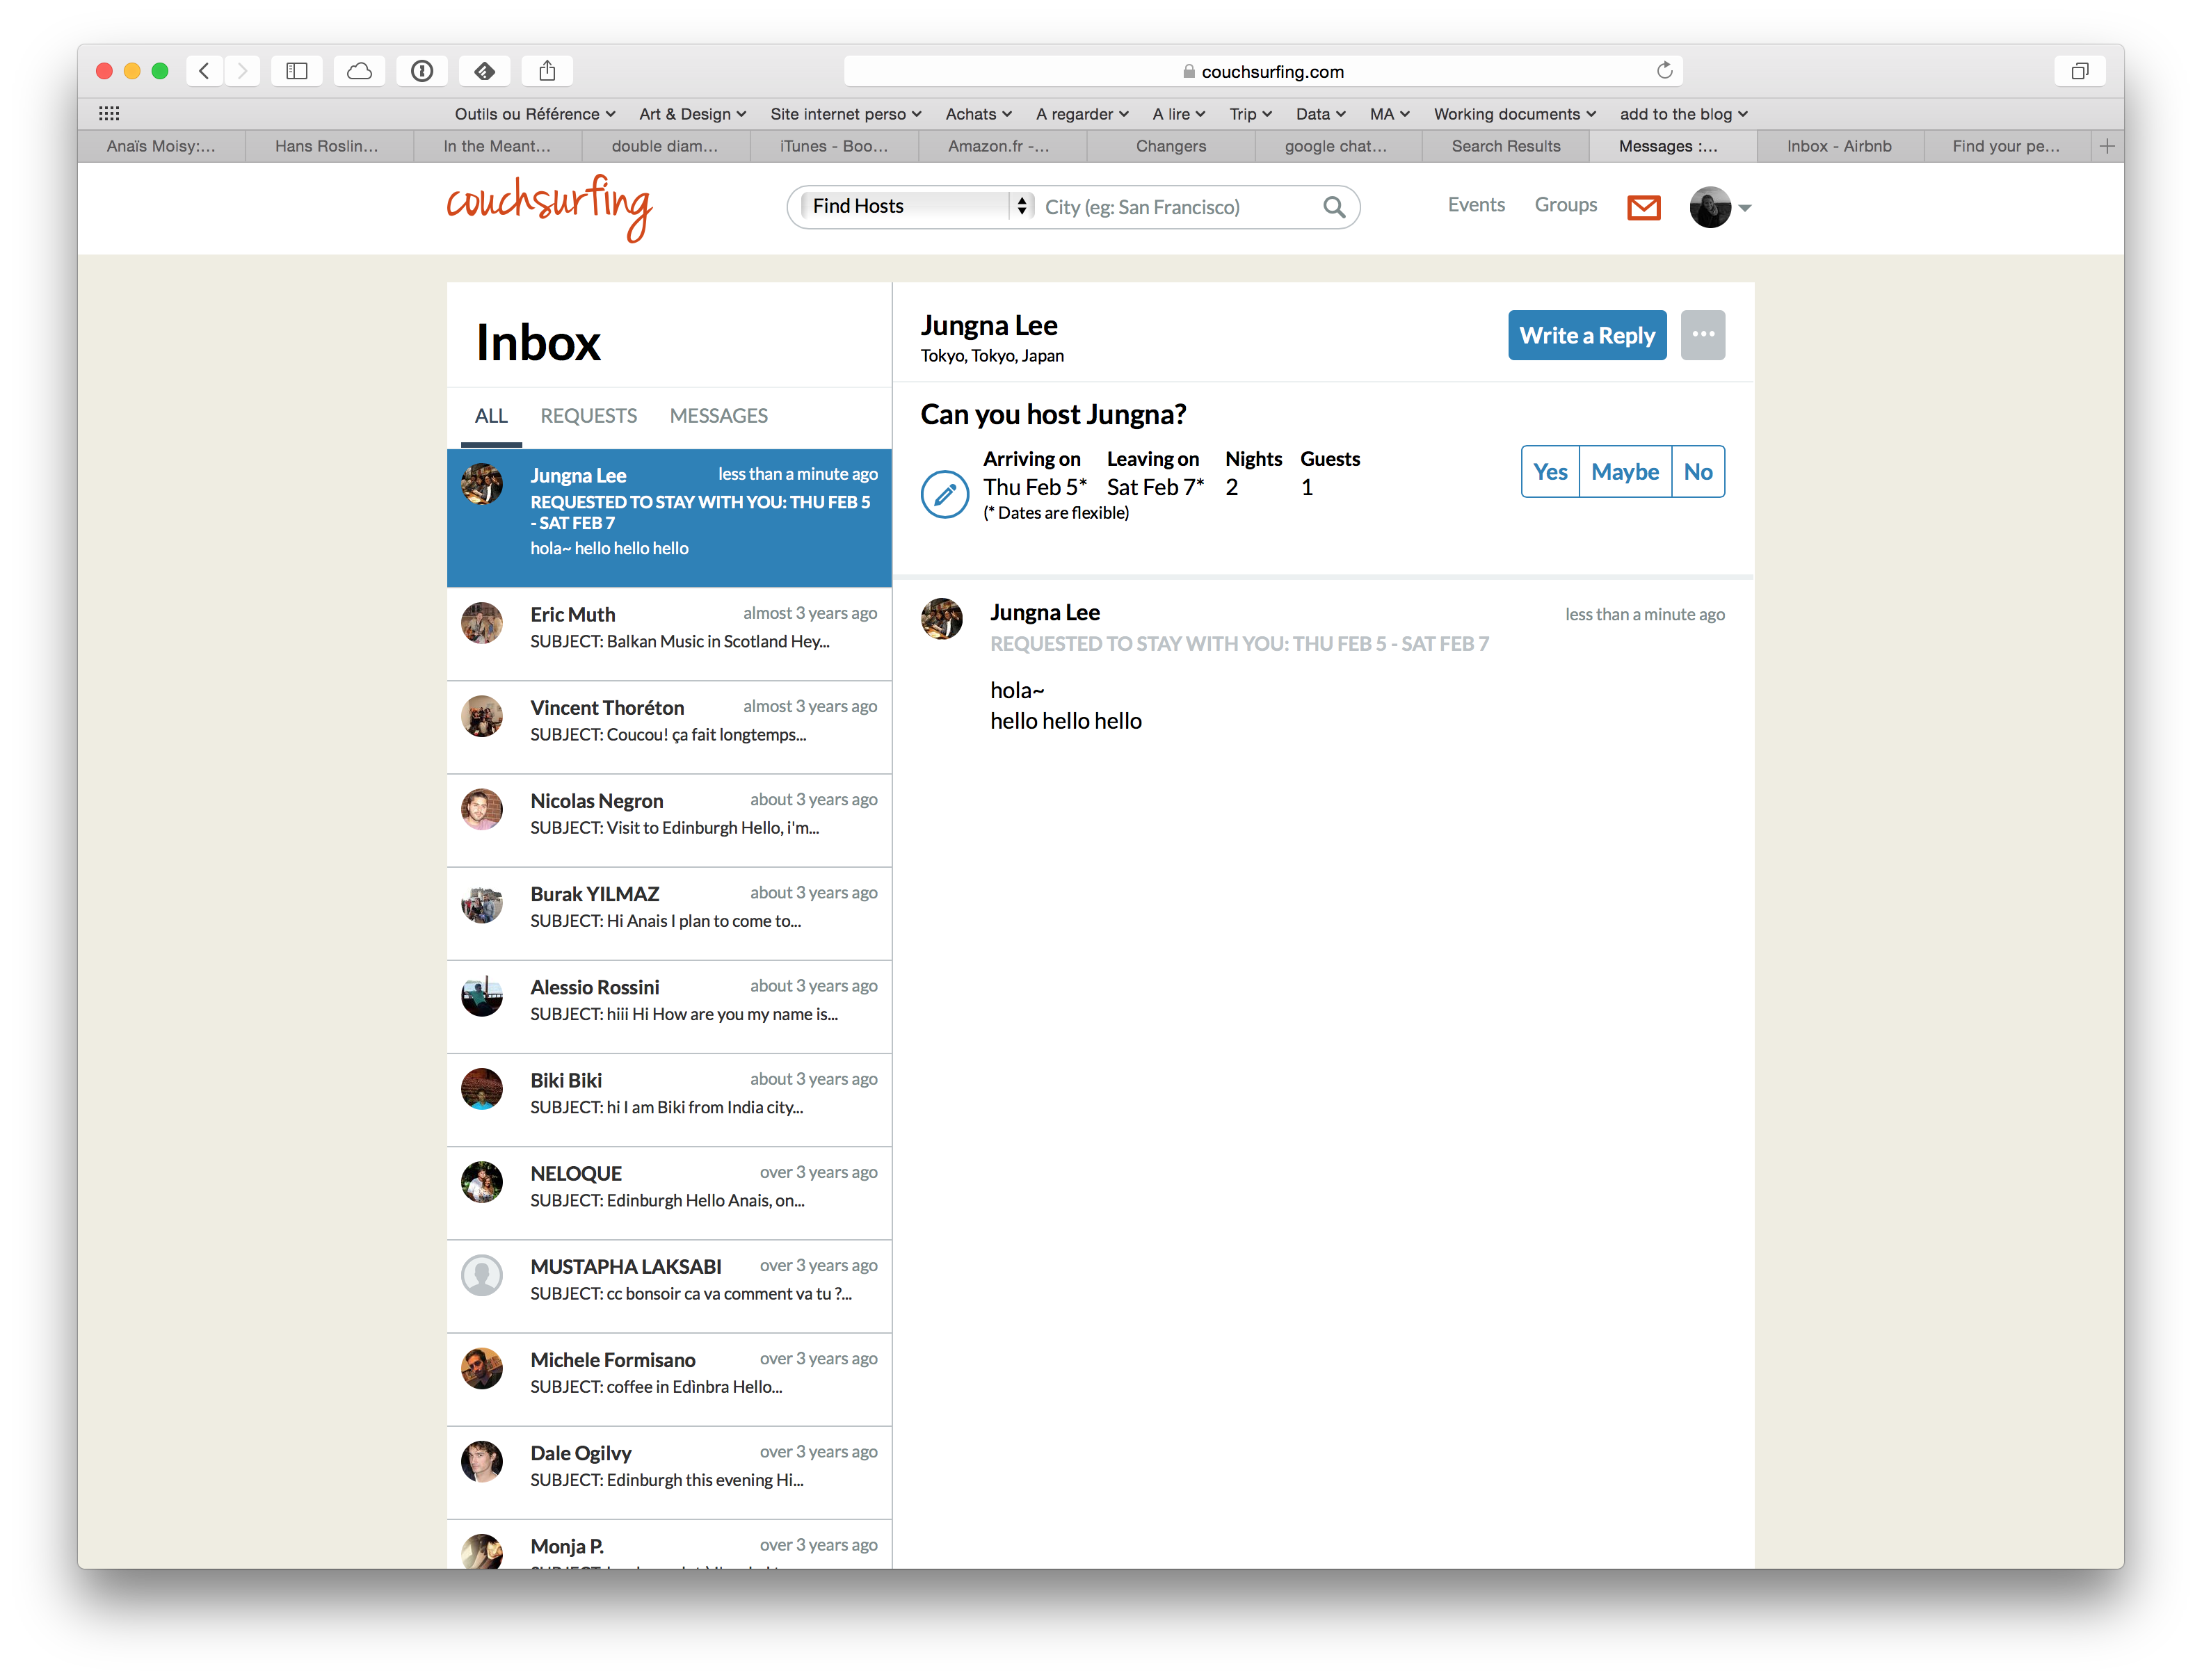 couchsurfing.com
Outils ou Référence Art & Design Site internet perso Achats A regarder A lire Trip Data MA Working documents add to the blog
Anaïs Moisy:... Hans Roslin... In the Meant... double diam... iTunes - Boo... Amazon.fr -... Changers google chat... Search Results Messages :... Inbox - Airbnb Find your pe...
couchsurfing Find Hosts City (eg: San Francisco) Events Groups
Inbox
ALL REQUESTS MESSAGES
Jungna Lee less than a minute ago
REQUESTED TO STAY WITH YOU: THU FEB 5
- SAT FEB 7
hola~ hello hello hello
Eric Muth almost 3 years ago
SUBJECT: Balkan Music in Scotland Hey...
Vincent Thoréton almost 3 years ago
SUBJECT: Coucou! ça fait longtemps...
Nicolas Negron about 3 years ago
SUBJECT: Visit to Edinburgh Hello, i'm...
Burak YILMAZ about 3 years ago
SUBJECT: Hi Anais I plan to come to...
Alessio Rossini about 3 years ago
SUBJECT: hiii Hi How are you my name is...
Biki Biki about 3 years ago
SUBJECT: hi I am Biki from India city...
NELOQUE over 3 years ago
SUBJECT: Edinburgh Hello Anais, on...
MUSTAPHA LAKSABI over 3 years ago
SUBJECT: cc bonsoir ca va comment va tu ?...
Michele Formisano over 3 years ago
SUBJECT: coffee in Edìnbra Hello...
Dale Ogilvy over 3 years ago
SUBJECT: Edinburgh this evening Hi...
Monja P. over 3 years ago
Jungna Lee
Tokyo, Tokyo, Japan
Write a Reply
Can you host Jungna?
Arriving on Leaving on Nights Guests
Thu Feb 5* Sat Feb 7* 2 1
(* Dates are flexible)
Yes Maybe No
Jungna Lee less than a minute ago
REQUESTED TO STAY WITH YOU: THU FEB 5 - SAT FEB 7
hola~
hello hello hello